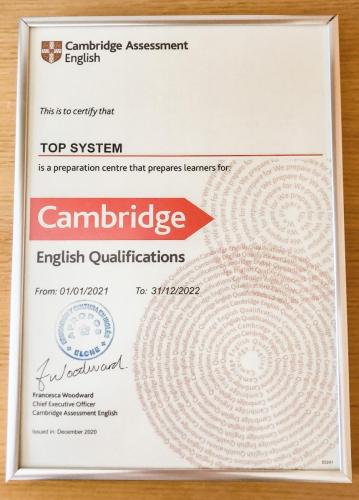 Cambridge Assessment
English
This is to certify that
TOP SYSTEM
is a preparation centre that prepares learners for:
Cambridge
English Qualifications
From: 01/01/2021 To: 31/12/2022
ELCHE
F Woodward
Francesca Woodward
Chief Executive Officer
Cambridge Assessment English
Issued in: December 2020